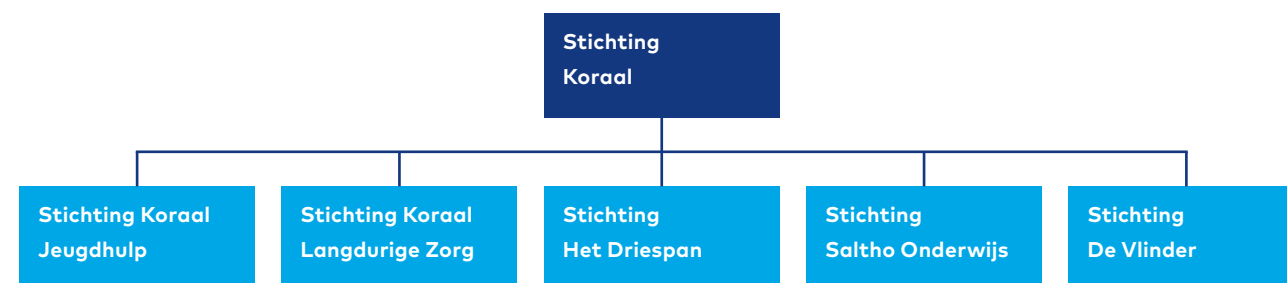 Stichting
Koraal
Stichting Koraal
Jeugdhulp
Stichting Koraal
Langdurige Zorg
Stichting
Het Driespan
Stichting
Saltho Onderwijs
Stichting
De Vlinder